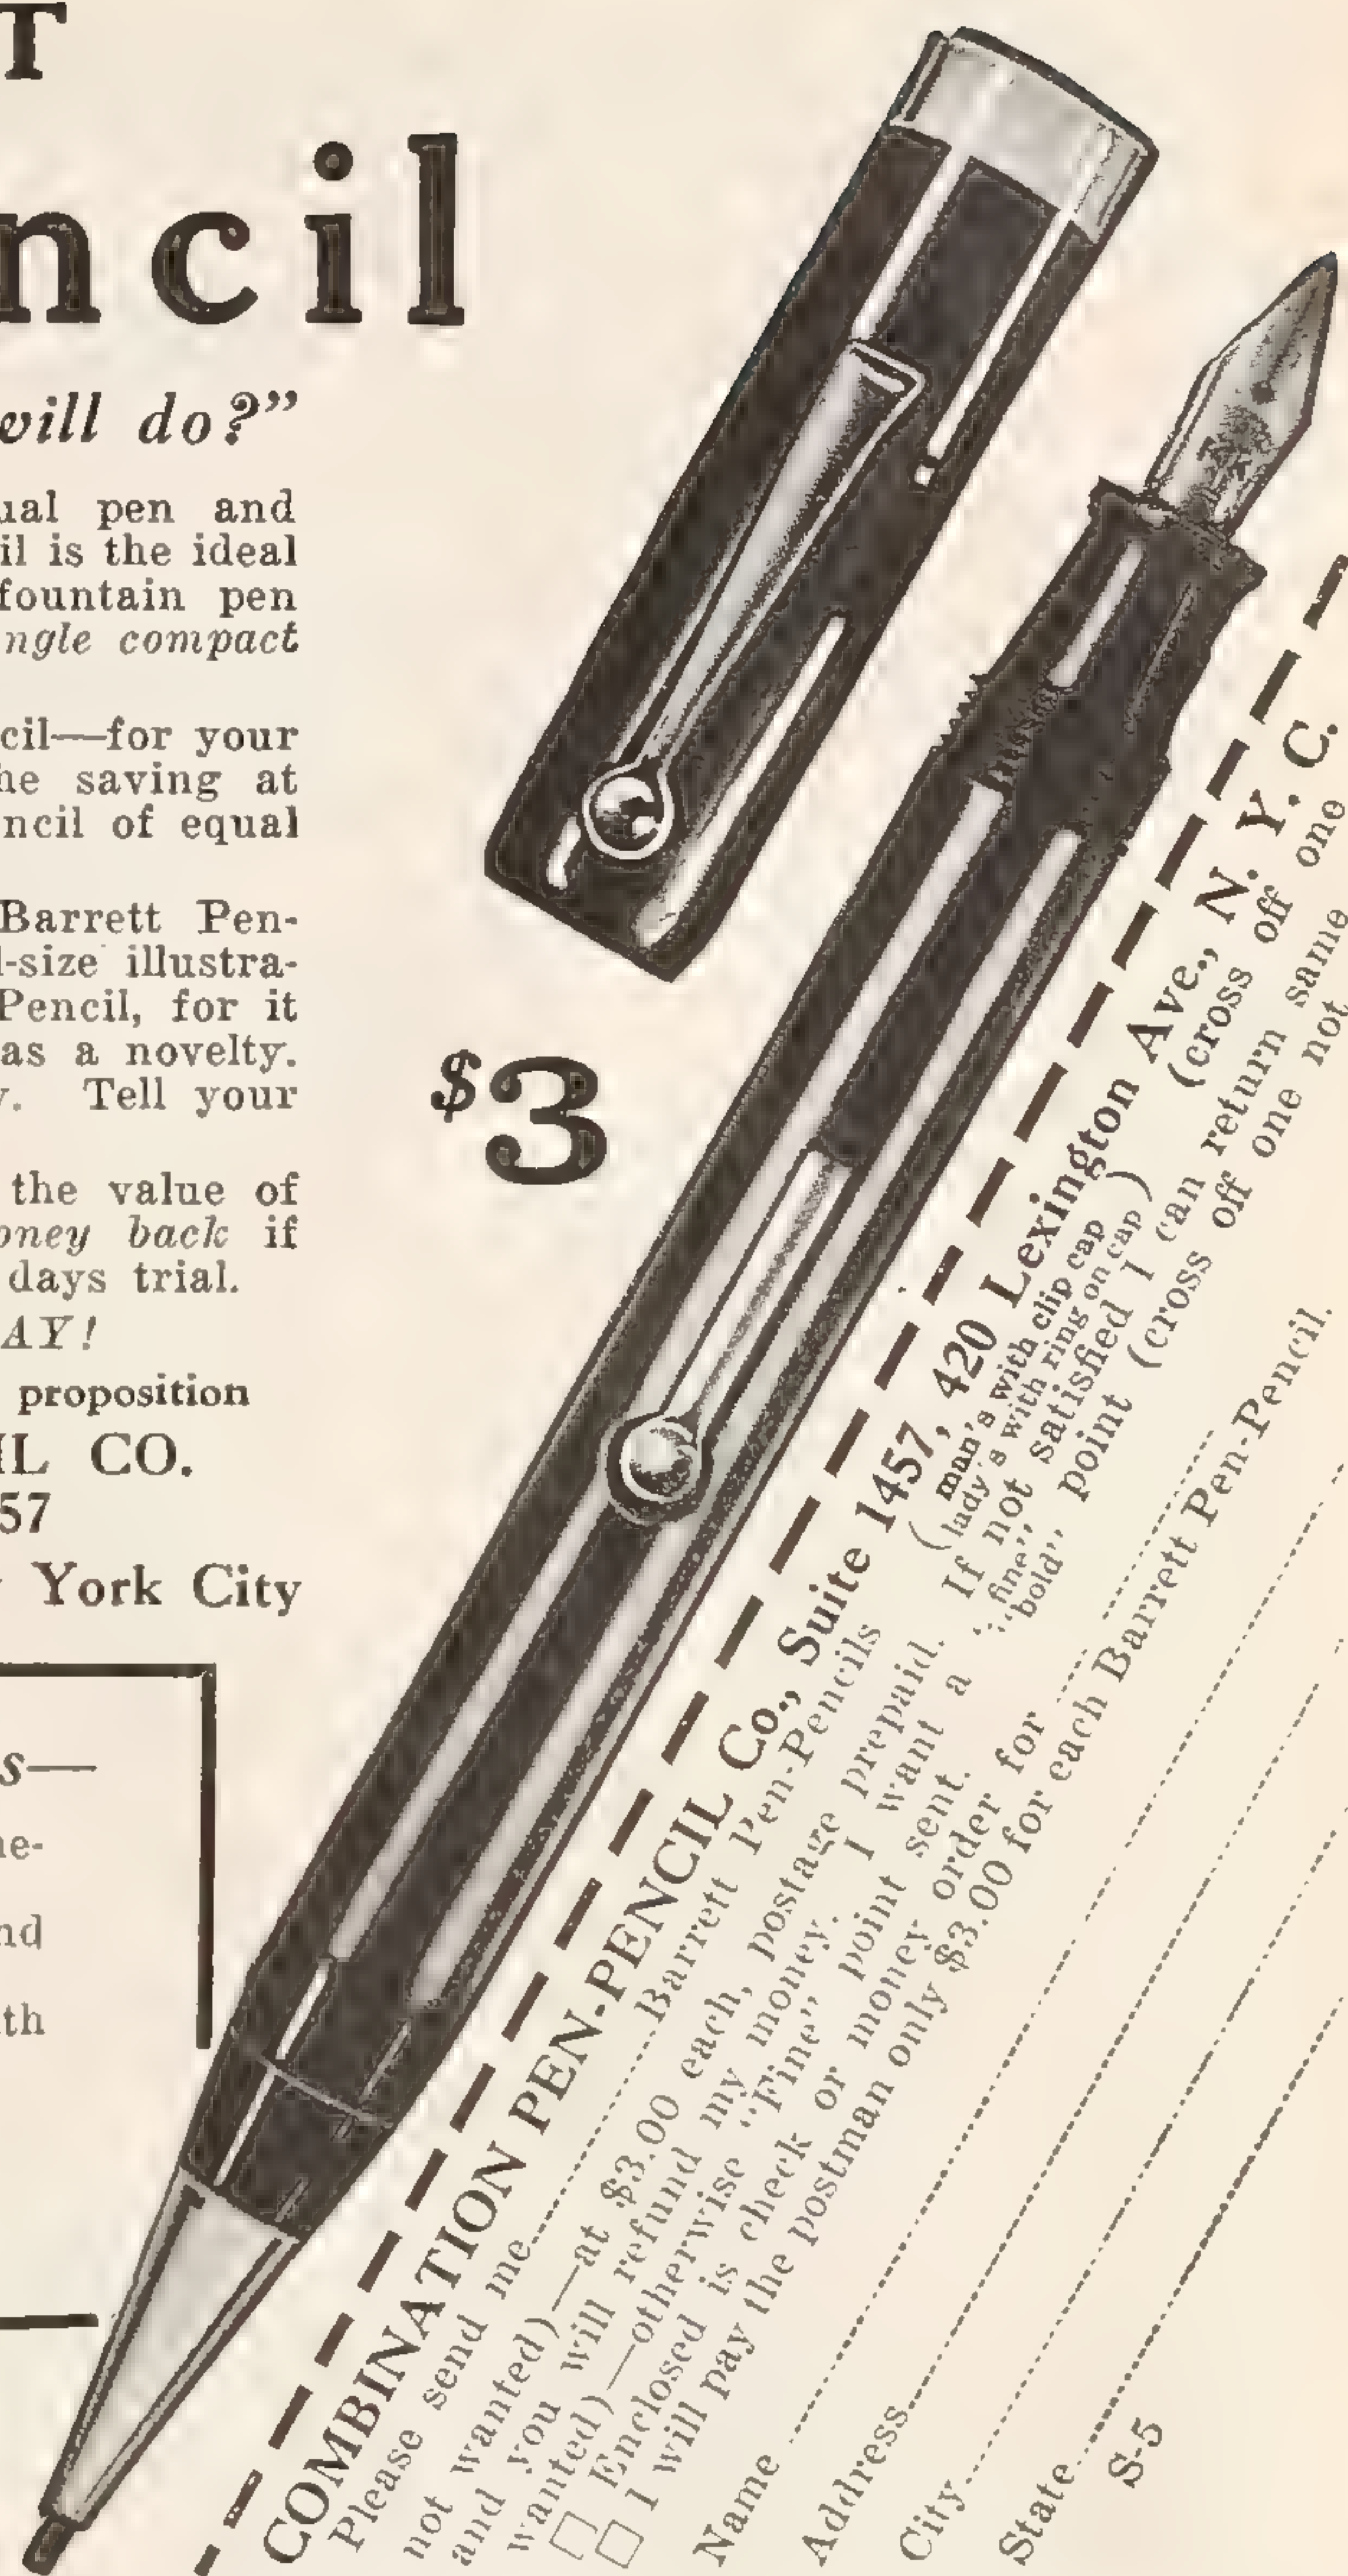 T
ncil
will do?”
ual pen and
il is the ideal
fountain pen
ngle compact
cil—for your
he saving at
ncil of equal
Barrett Pen-
l-size illustra-
Pencil, for it
as a novelty.
y. Tell your
the value of
oney back if
days trial.
AY!
proposition
IL CO.
57
York City
$3
s—
ne-
nd
th
COMBINATION PEN-PENCIL Co., Suite 1457, 420 Lexington Ave., N. Y. C.
Please send me Barrett Pen-Pencils (man's with clip cap
lady's with ring on cap) (cross off one
not wanted)—at $3.00 each, postage prepaid. If not satisfied I can return same
and you will refund my money. I want a “fine”
“bold” point (cross off one not
wanted)—otherwise “Fine” point sent.
☐ Enclosed is check or money order for
☐ I will pay the postman only $3.00 for each Barrett Pen-Pencil.
Name
Address
City
State
S-5